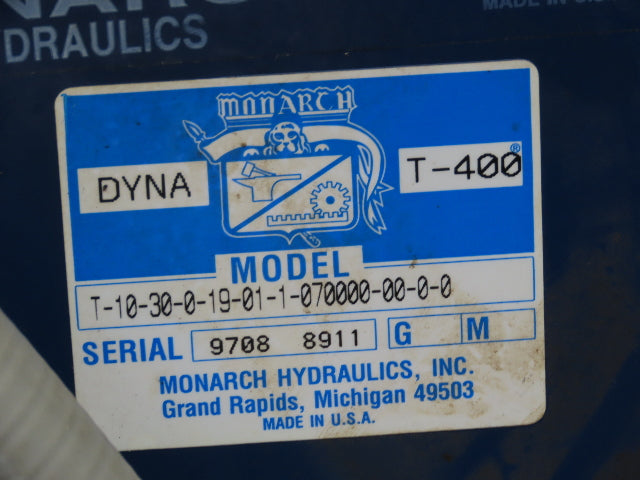 DRAULICS
MONARCH
DYNA T-400®
MODEL
T-10-30-0-19-01-1-070000-00-0-0
SERIAL 9708 8911 G M
MONARCH HYDRAULICS, INC.
Grand Rapids, Michigan 49503
MADE IN U.S.A.